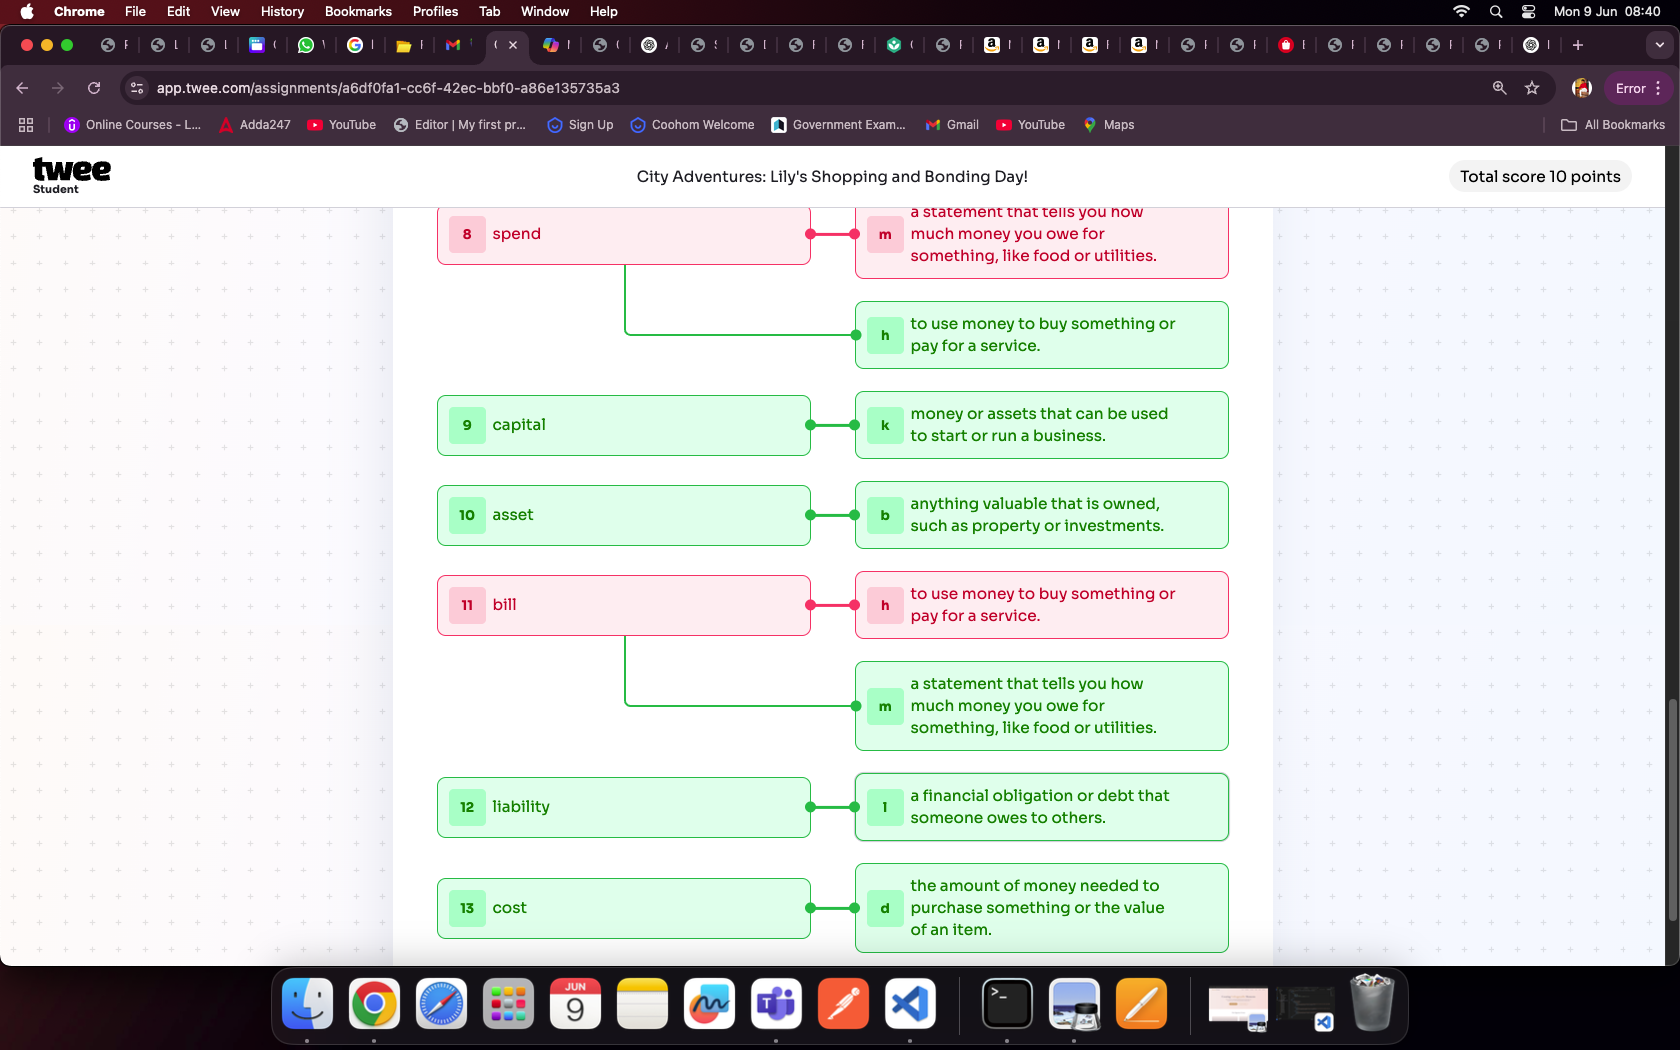 Chrome File Edit View History Bookmarks Profiles Tab Window Help Mon 9 Jun 08:40
app.twee.com/assignments/a6df0fa1-cc6f-42ec-bbf0-a86e135735a3 Error
Online Courses - L... Adda247 YouTube Editor | My first pr... Sign Up Coohom Welcome Government Exam... Gmail YouTube Maps All Bookmarks
twee
Student
City Adventures: Lily's Shopping and Bonding Day!
Total score 10 points
8 spend
m a statement that tells you how
much money you owe for
something, like food or utilities.
h to use money to buy something or
pay for a service.
9 capital
k money or assets that can be used
to start or run a business.
10 asset
b anything valuable that is owned,
such as property or investments.
11 bill
h to use money to buy something or
pay for a service.
m a statement that tells you how
much money you owe for
something, like food or utilities.
12 liability
l a financial obligation or debt that
someone owes to others.
13 cost
d the amount of money needed to
purchase something or the value
of an item.
JUN
9